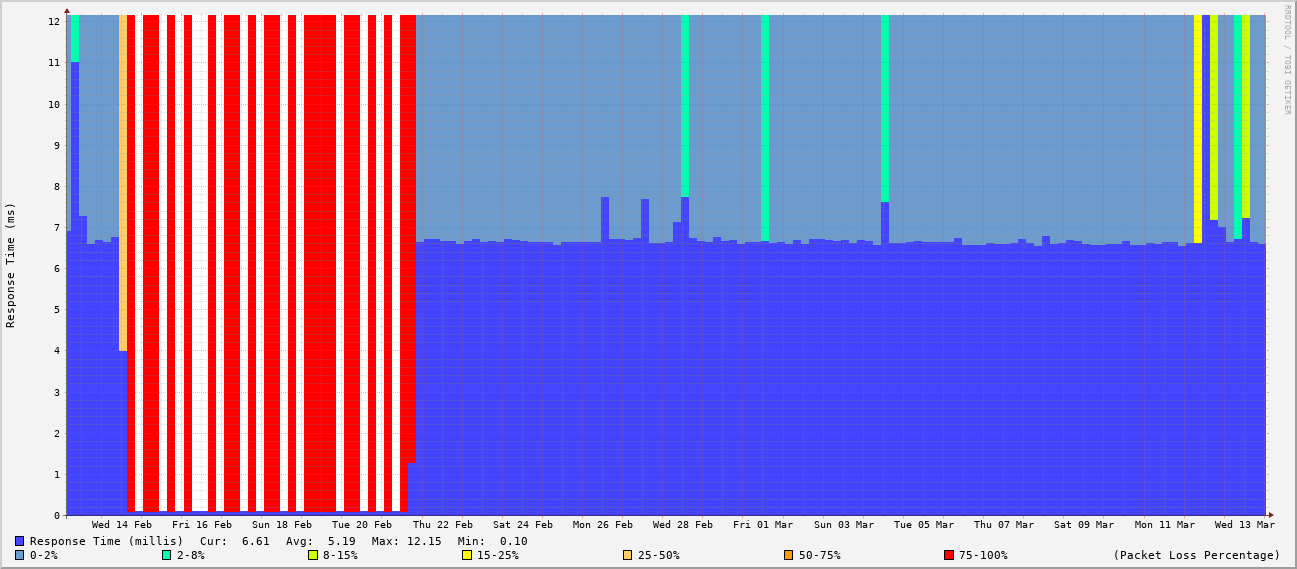 12
11
10
9
8
7
6
5
4
3
2
1
0
Response Time (ms)
RRDTOOL / TOBI OETIKER
Wed 14 Feb Fri 16 Feb Sun 18 Feb Tue 20 Feb Thu 22 Feb Sat 24 Feb Mon 26 Feb Wed 28 Feb Fri 01 Mar Sun 03 Mar Tue 05 Mar Thu 07 Mar Sat 09 Mar Mon 11 Mar Wed 13 Mar
Response Time (millis) Cur: 6.61 Avg: 5.19 Max: 12.15 Min: 0.10
0-2% 2-8% 8-15% 15-25% 25-50% 50-75% 75-100% (Packet Loss Percentage)